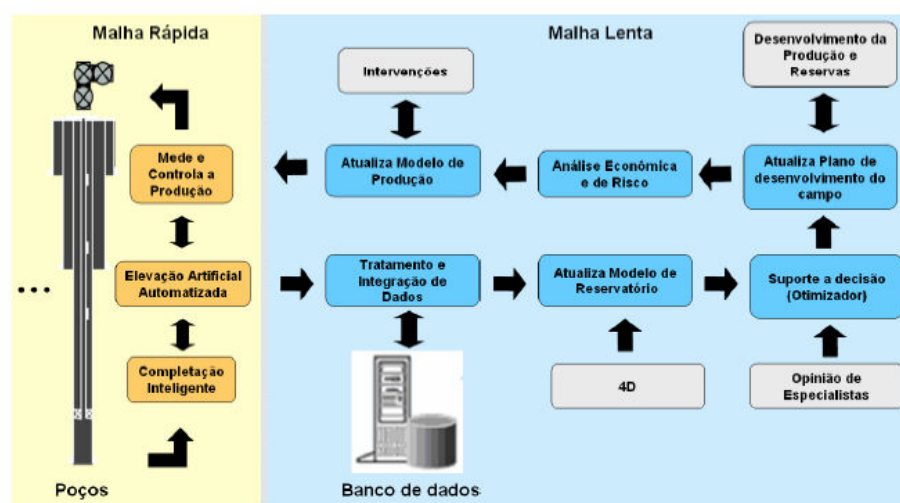 Malha Rápida
Malha Lenta
Intervenções
Desenvolvimento da
Produção e
Reservas
Mede e
Controla a
Produção
Atualiza Modelo de
Produção
Análise Econômica
e de Risco
Atualiza Plano de
desenvolvimento do
campo
Elevação Artificial
Automatizada
Tratamento e
Integração de
Dados
Atualiza Modelo de
Reservatório
Suporte a decisão
(Otimizador)
Completação
Inteligente
4D
Opinião de
Especialistas
...
Poços
Banco de dados